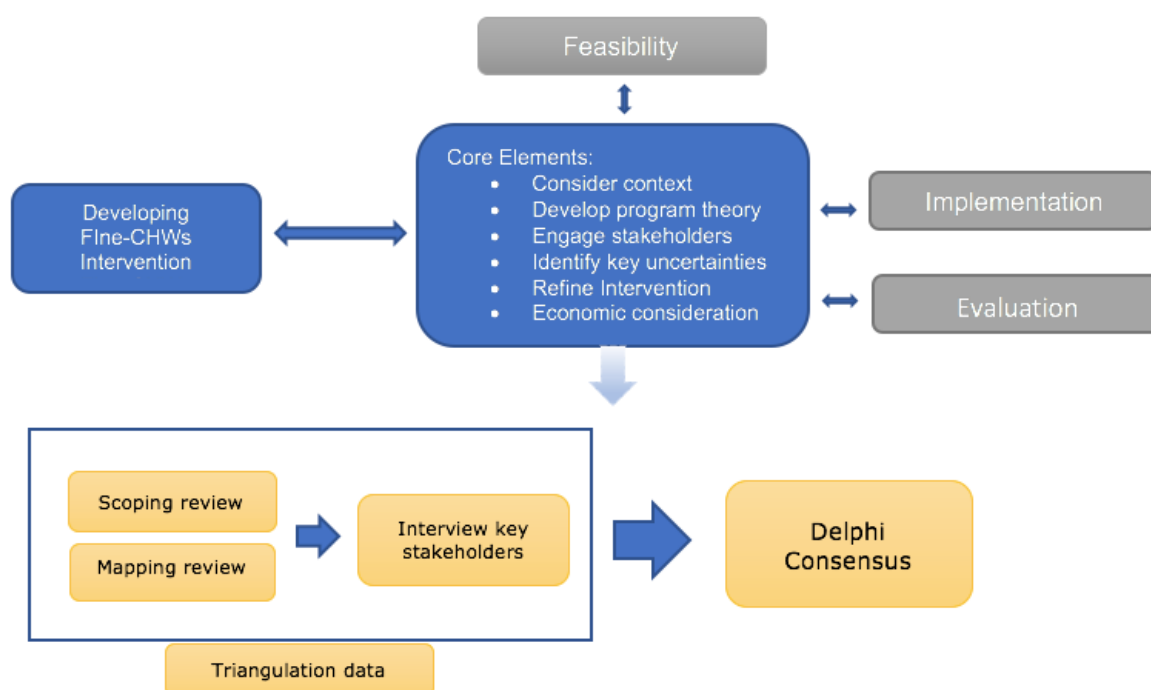 Feasibility
Core Elements:
• Consider context
• Develop program theory
• Engage stakeholders
• Identify key uncertainties
• Refine Intervention
• Economic consideration
Developing
FIne-CHWs
Intervention
Implementation
Evaluation
Scoping review
Mapping review
Interview key
stakeholders
Delphi
Consensus
Triangulation data